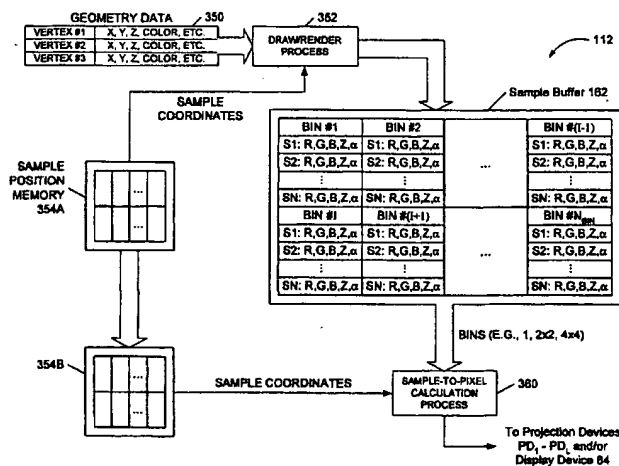 GEOMETRY DATA 350
VERTEX #1 X, Y, Z, COLOR, ETC.
VERTEX #2 X, Y, Z, COLOR, ETC.
VERTEX #3 X, Y, Z, COLOR, ETC.
352
DRAW/RENDER
PROCESS
112
SAMPLE
COORDINATES
Sample Buffer 162
BIN #1 BIN #2 BIN #(I-1)
S1: R,G,B,Z,α S1: R,G,B,Z,α S1: R,G,B,Z,α
S2: R,G,B,Z,α S2: R,G,B,Z,α ... S2: R,G,B,Z,α
⋮ ⋮ ⋮
SN: R,G,B,Z,α SN: R,G,B,Z,α SN: R,G,B,Z,α
BIN #I BIN #(I+1) BIN #N_BIN
S1: R,G,B,Z,α S1: R,G,B,Z,α S1: R,G,B,Z,α
S2: R,G,B,Z,α S2: R,G,B,Z,α ... S2: R,G,B,Z,α
⋮ ⋮ ⋮
SN: R,G,B,Z,α SN: R,G,B,Z,α SN: R,G,B,Z,α
SAMPLE
POSITION
MEMORY
354A
...
...
BINS (E.G., 1, 2x2, 4x4)
354B
...
...
SAMPLE COORDINATES
SAMPLE-TO-PIXEL
CALCULATION
PROCESS
360
To Projection Devices
PD₁ - PD_L and/or
Display Device 84